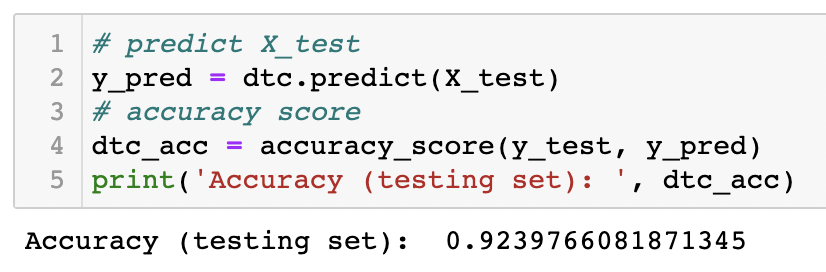 1 # predict X_test
2 y_pred = dtc.predict(X_test)
3 # accuracy score
4 dtc_acc = accuracy_score(y_test, y_pred)
5 print('Accuracy (testing set): ', dtc_acc)
Accuracy (testing set):  0.9239766081871345